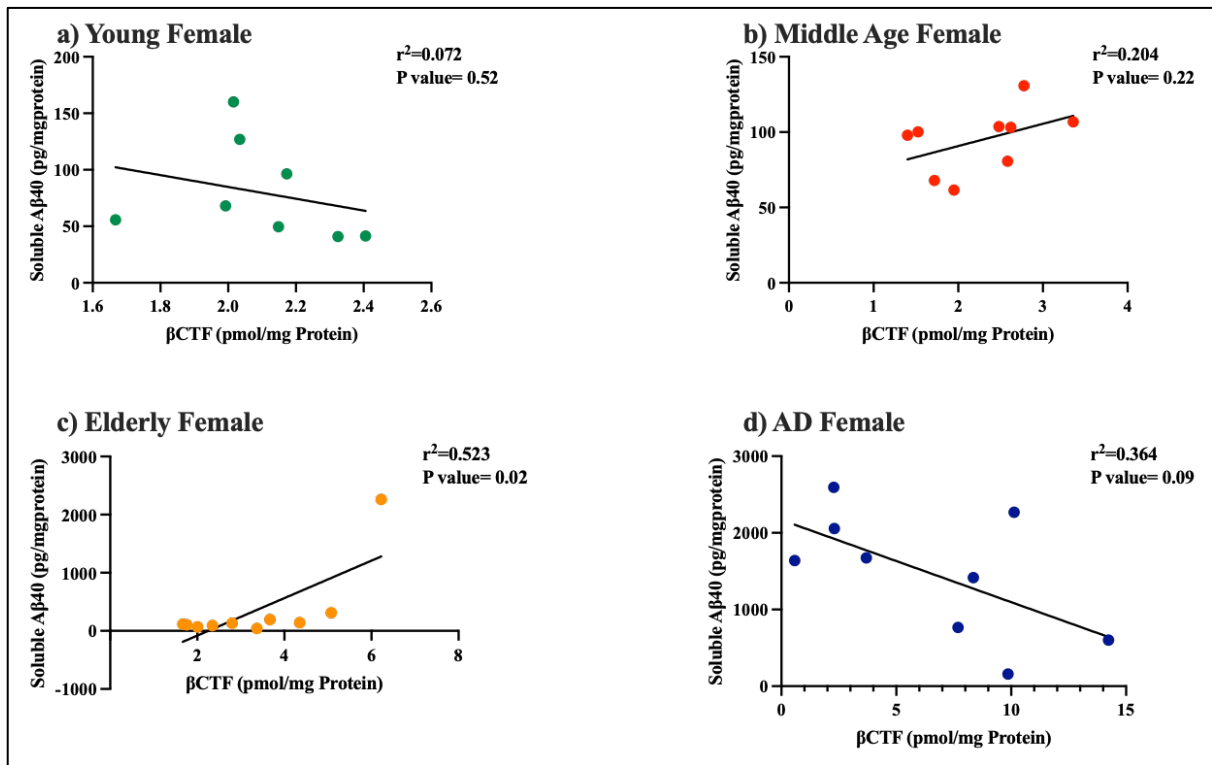 a) Young Female
r²=0.072
P value= 0.52
200
150
100
50
0
1.6 1.8 2.0 2.2 2.4 2.6
Soluble Aβ40 (pg/mgprotein)
βCTF (pmol/mg Protein)
b) Middle Age Female
r²=0.204
P value= 0.22
150
100
50
0
0 1 2 3 4
Soluble Aβ40 (pg/mgprotein)
βCTF (pmol/mg Protein)
c) Elderly Female
r²=0.523
P value= 0.02
3000
2000
1000
0
-1000
2 4 6 8
Soluble Aβ40 (pg/mgprotein)
βCTF (pmol/mg Protein)
d) AD Female
r²=0.364
P value= 0.09
3000
2000
1000
0
0 5 10 15
Soluble Aβ40 (pg/mgprotein)
βCTF (pmol/mg Protein)